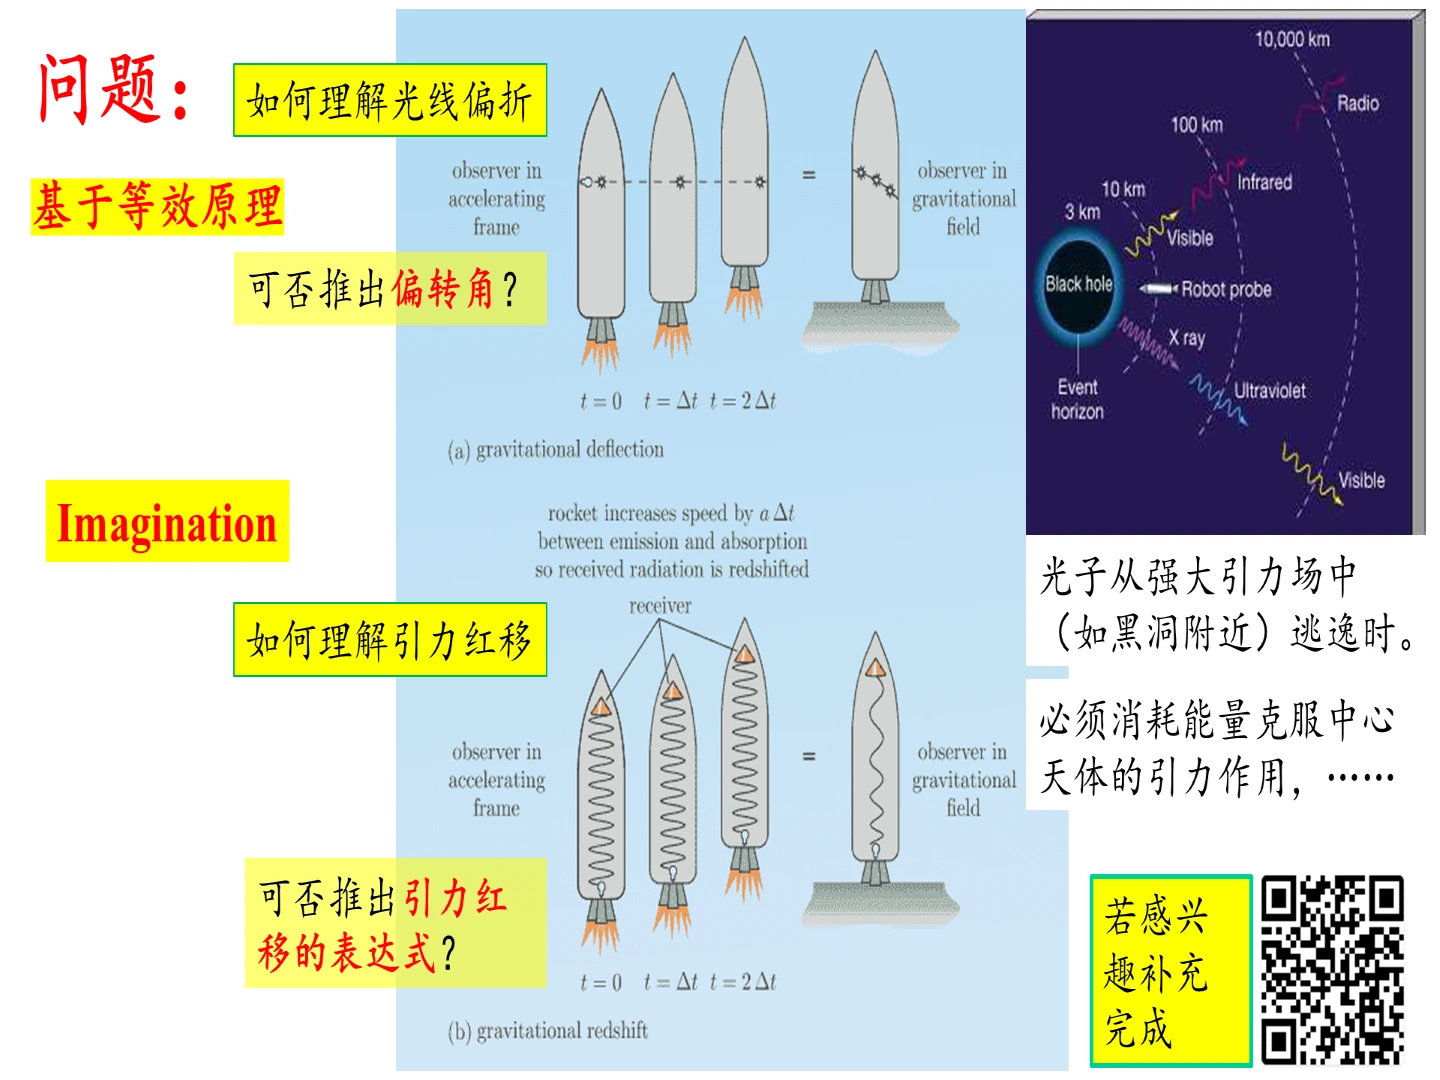 问题：
如何理解光线偏折
基于等效原理
可否推出偏转角？
observer in
accelerating
frame
=
observer in
gravitational
field
t = 0
t = Δt
t = 2 Δt
(a) gravitational deflection
10,000 km
Radio
100 km
Infrared
10 km
3 km
Visible
Black hole
Robot probe
X ray
Event
horizon
Ultraviolet
Visible
Imagination
rocket increases speed by a Δt
between emission and absorption
so received radiation is redshifted
receiver
如何理解引力红移
observer in
accelerating
frame
=
observer in
gravitational
field
可否推出引力红
移的表达式？
t = 0
t = Δt
t = 2 Δt
(b) gravitational redshift
光子从强大引力场中
（如黑洞附近）逃逸时。
必须消耗能量克服中心
天体的引力作用，……
若感兴
趣补充
完成